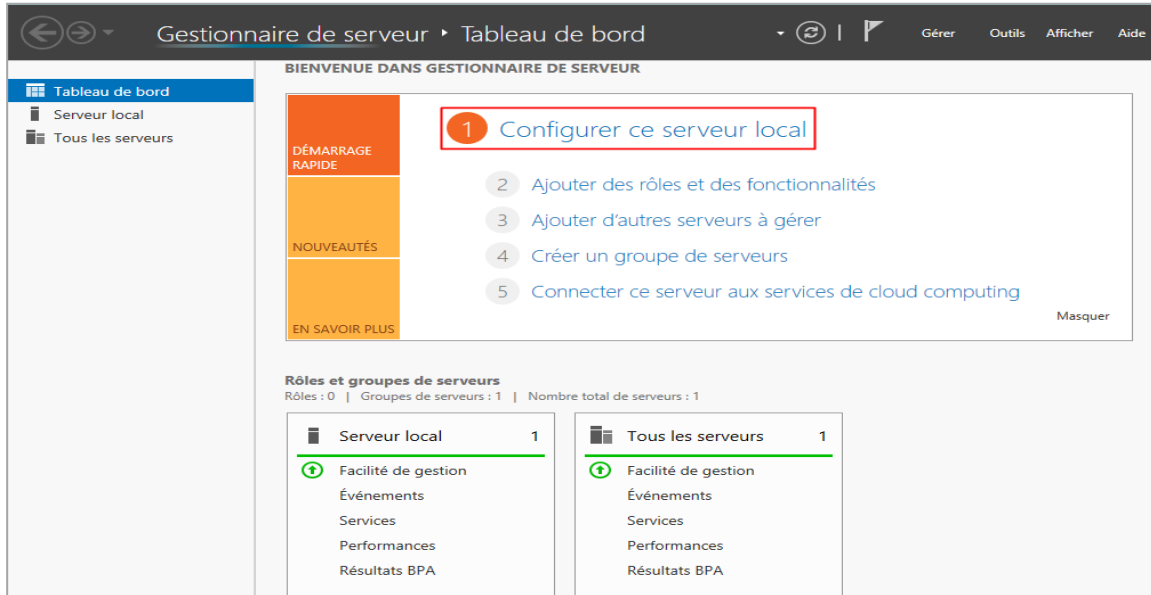 Gestionnaire de serveur ‣ Tableau de bord
Gérer Outils Afficher Aide
Tableau de bord
Serveur local
Tous les serveurs
BIENVENUE DANS GESTIONNAIRE DE SERVEUR
DÉMARRAGE
RAPIDE
NOUVEAUTÉS
EN SAVOIR PLUS
1 Configurer ce serveur local
2 Ajouter des rôles et des fonctionnalités
3 Ajouter d'autres serveurs à gérer
4 Créer un groupe de serveurs
5 Connecter ce serveur aux services de cloud computing
Masquer
Rôles et groupes de serveurs
Rôles : 0 | Groupes de serveurs : 1 | Nombre total de serveurs : 1
Serveur local 1
Facilité de gestion
Événements
Services
Performances
Résultats BPA
Tous les serveurs 1
Facilité de gestion
Événements
Services
Performances
Résultats BPA